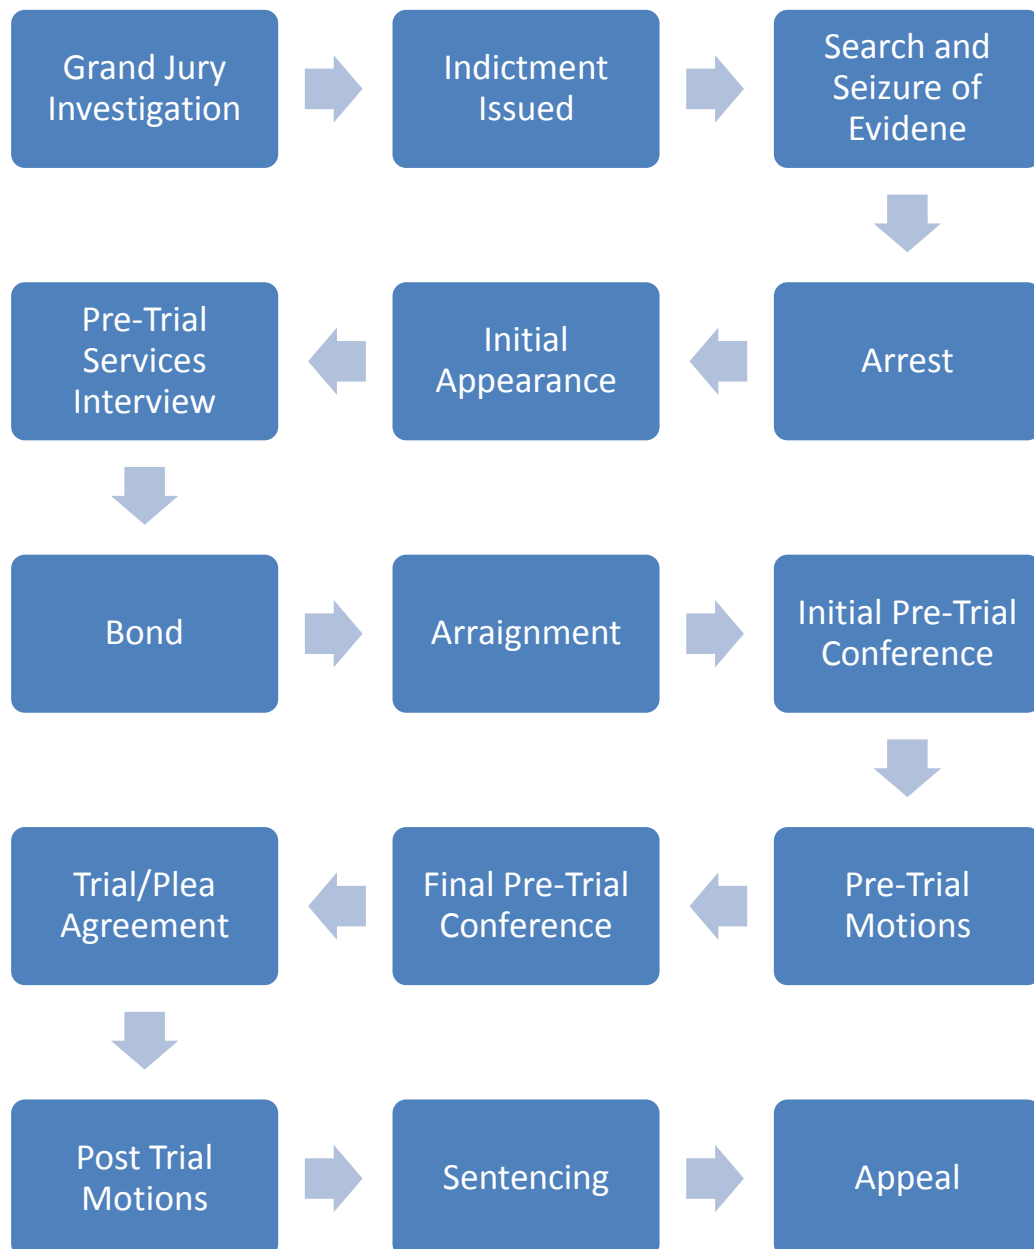 Grand Jury
Investigation
Indictment
Issued
Search and
Seizure of
Evidene
Arrest
Initial
Appearance
Pre-Trial
Services
Interview
Bond
Arraignment
Initial Pre-Trial
Conference
Pre-Trial
Motions
Final Pre-Trial
Conference
Trial/Plea
Agreement
Post Trial
Motions
Sentencing
Appeal